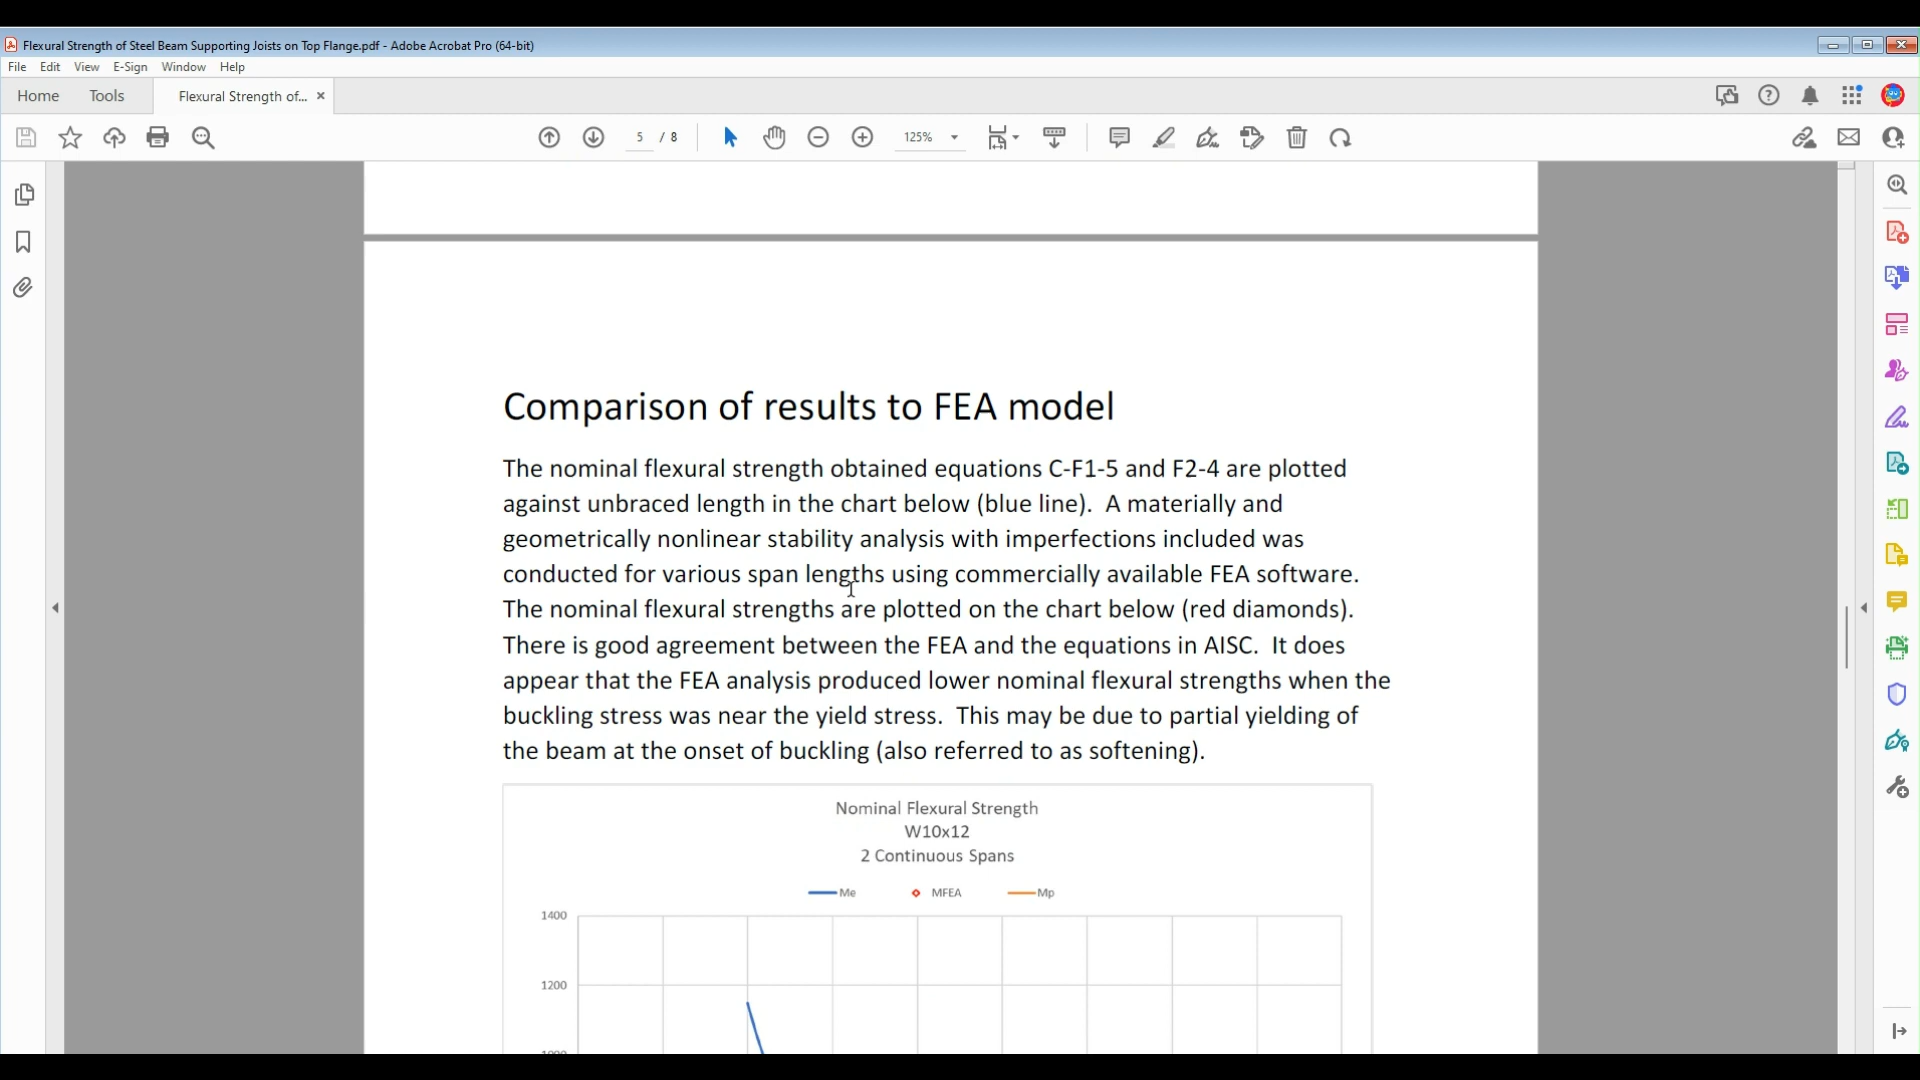 Flexural Strength of Steel Beam Supporting Joists on Top Flange.pdf - Adobe Acrobat Pro (64-bit)
File Edit View E-Sign Window Help
Home Tools Flexural Strength of... ×
5 / 8 125%
Comparison of results to FEA model
The nominal flexural strength obtained equations C-F1-5 and F2-4 are plotted
against unbraced length in the chart below (blue line). A materially and
geometrically nonlinear stability analysis with imperfections included was
conducted for various span lengths using commercially available FEA software.
The nominal flexural strengths are plotted on the chart below (red diamonds).
There is good agreement between the FEA and the equations in AISC. It does
appear that the FEA analysis produced lower nominal flexural strengths when the
buckling stress was near the yield stress. This may be due to partial yielding of
the beam at the onset of buckling (also referred to as softening).
Nominal Flexural Strength
W10x12
2 Continuous Spans
Me MFEA Mp
1400
1200